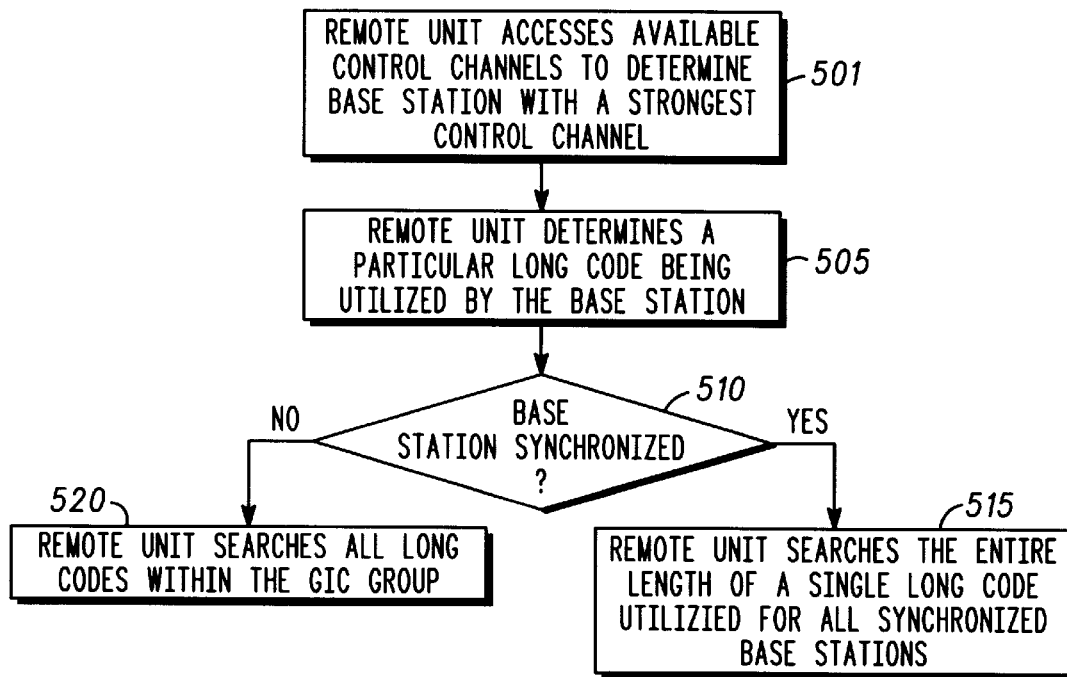 REMOTE UNIT ACCESSES AVAILABLE
CONTROL CHANNELS TO DETERMINE
BASE STATION WITH A STRONGEST
CONTROL CHANNEL
501
REMOTE UNIT DETERMINES A
PARTICULAR LONG CODE BEING
UTILIZED BY THE BASE STATION
505
BASE
STATION SYNCHRONIZED
?
510
NO
YES
520
REMOTE UNIT SEARCHES ALL LONG
CODES WITHIN THE GIC GROUP
515
REMOTE UNIT SEARCHES THE ENTIRE
LENGTH OF A SINGLE LONG CODE
UTILIZIED FOR ALL SYNCHRONIZED
BASE STATIONS